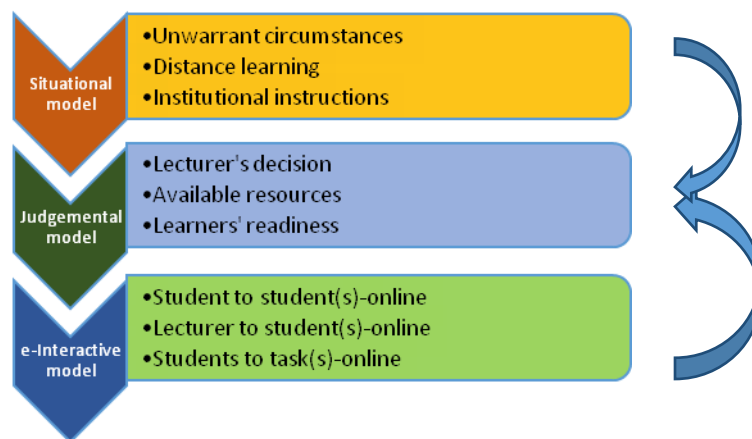 Situational
model
•Unwarrant circumstances
•Distance learning
•Institutional instructions
Judgemental
model
•Lecturer's decision
•Available resources
•Learners' readiness
e-Interactive
model
•Student to student(s)-online
•Lecturer to student(s)-online
•Students to task(s)-online